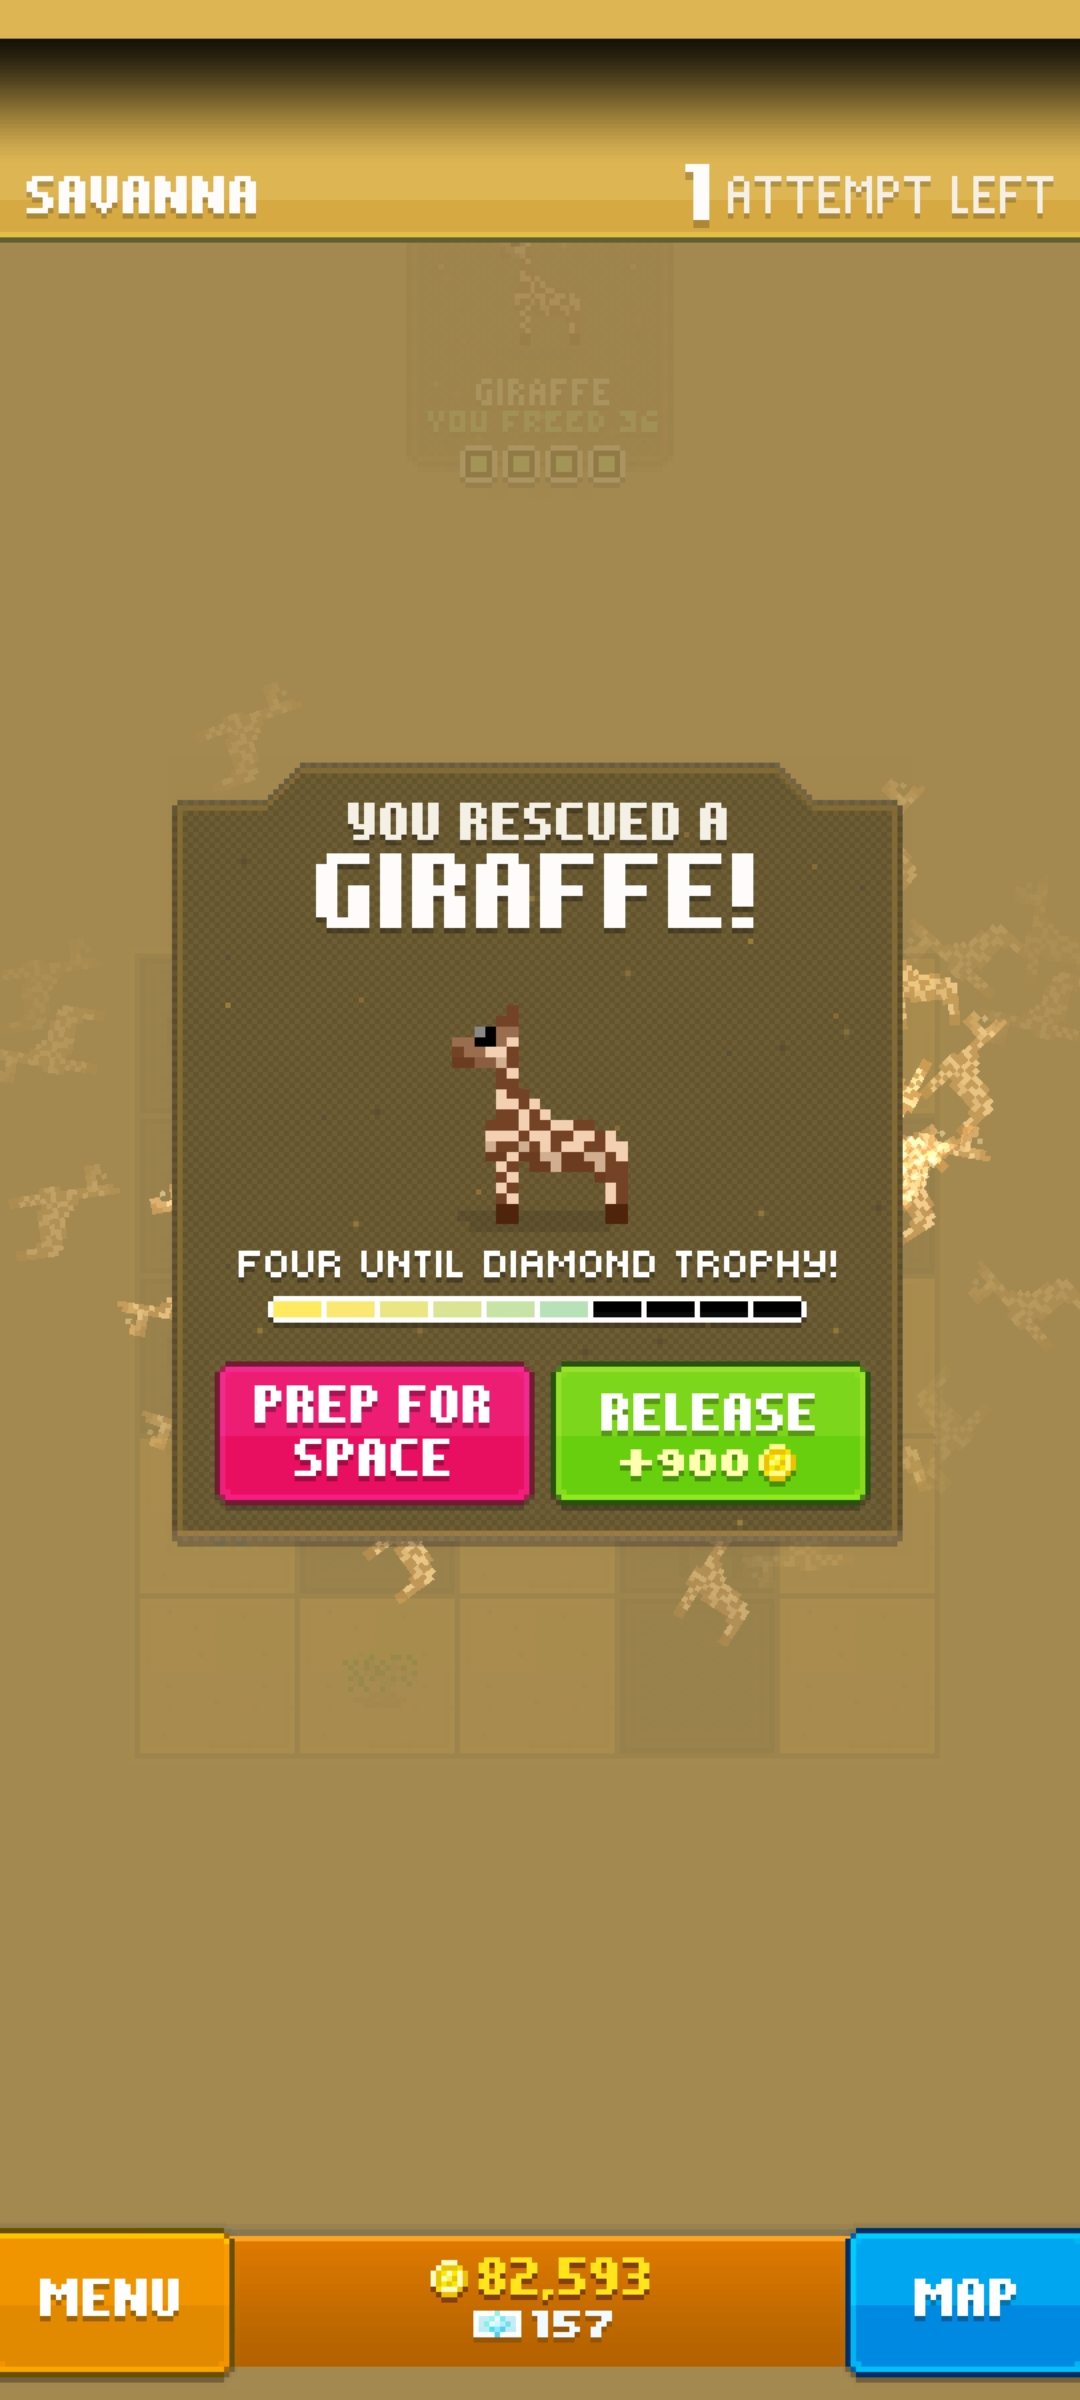 SAVANNA
1 ATTEMPT LEFT
GIRAFFE
YOU FREED 36
YOU RESCUED A
GIRAFFE!
FOUR UNTIL DIAMOND TROPHY!
PREP FOR
SPACE
RELEASE
+900
MENU
82,593
157
MAP